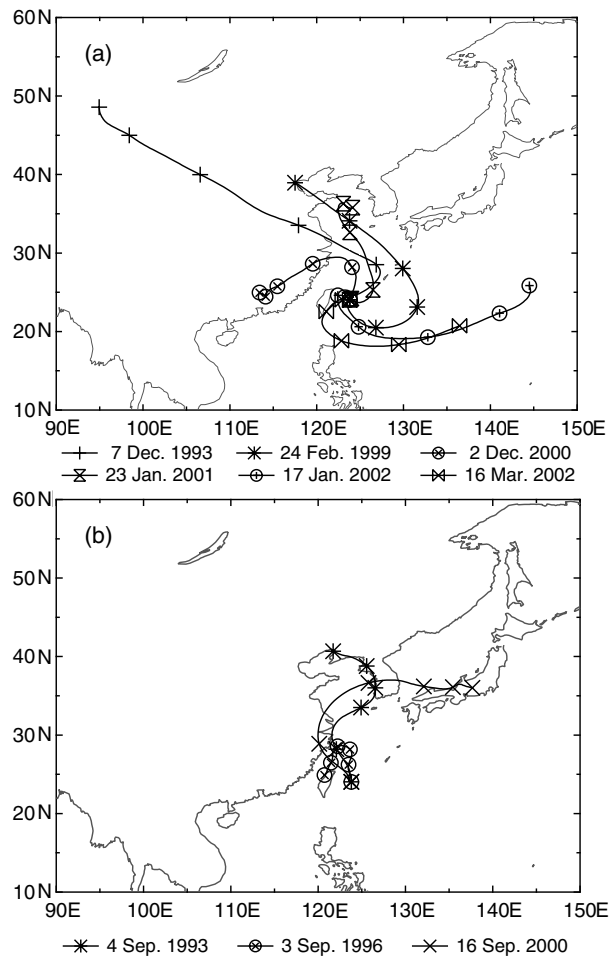 60N
(a)
50N
40N
30N
20N
10N
90E 100E 110E 120E 130E 140E 150E
7 Dec. 1993 24 Feb. 1999 2 Dec. 2000
23 Jan. 2001 17 Jan. 2002 16 Mar. 2002
60N
(b)
50N
40N
30N
20N
10N
90E 100E 110E 120E 130E 140E 150E
4 Sep. 1993 3 Sep. 1996 16 Sep. 2000